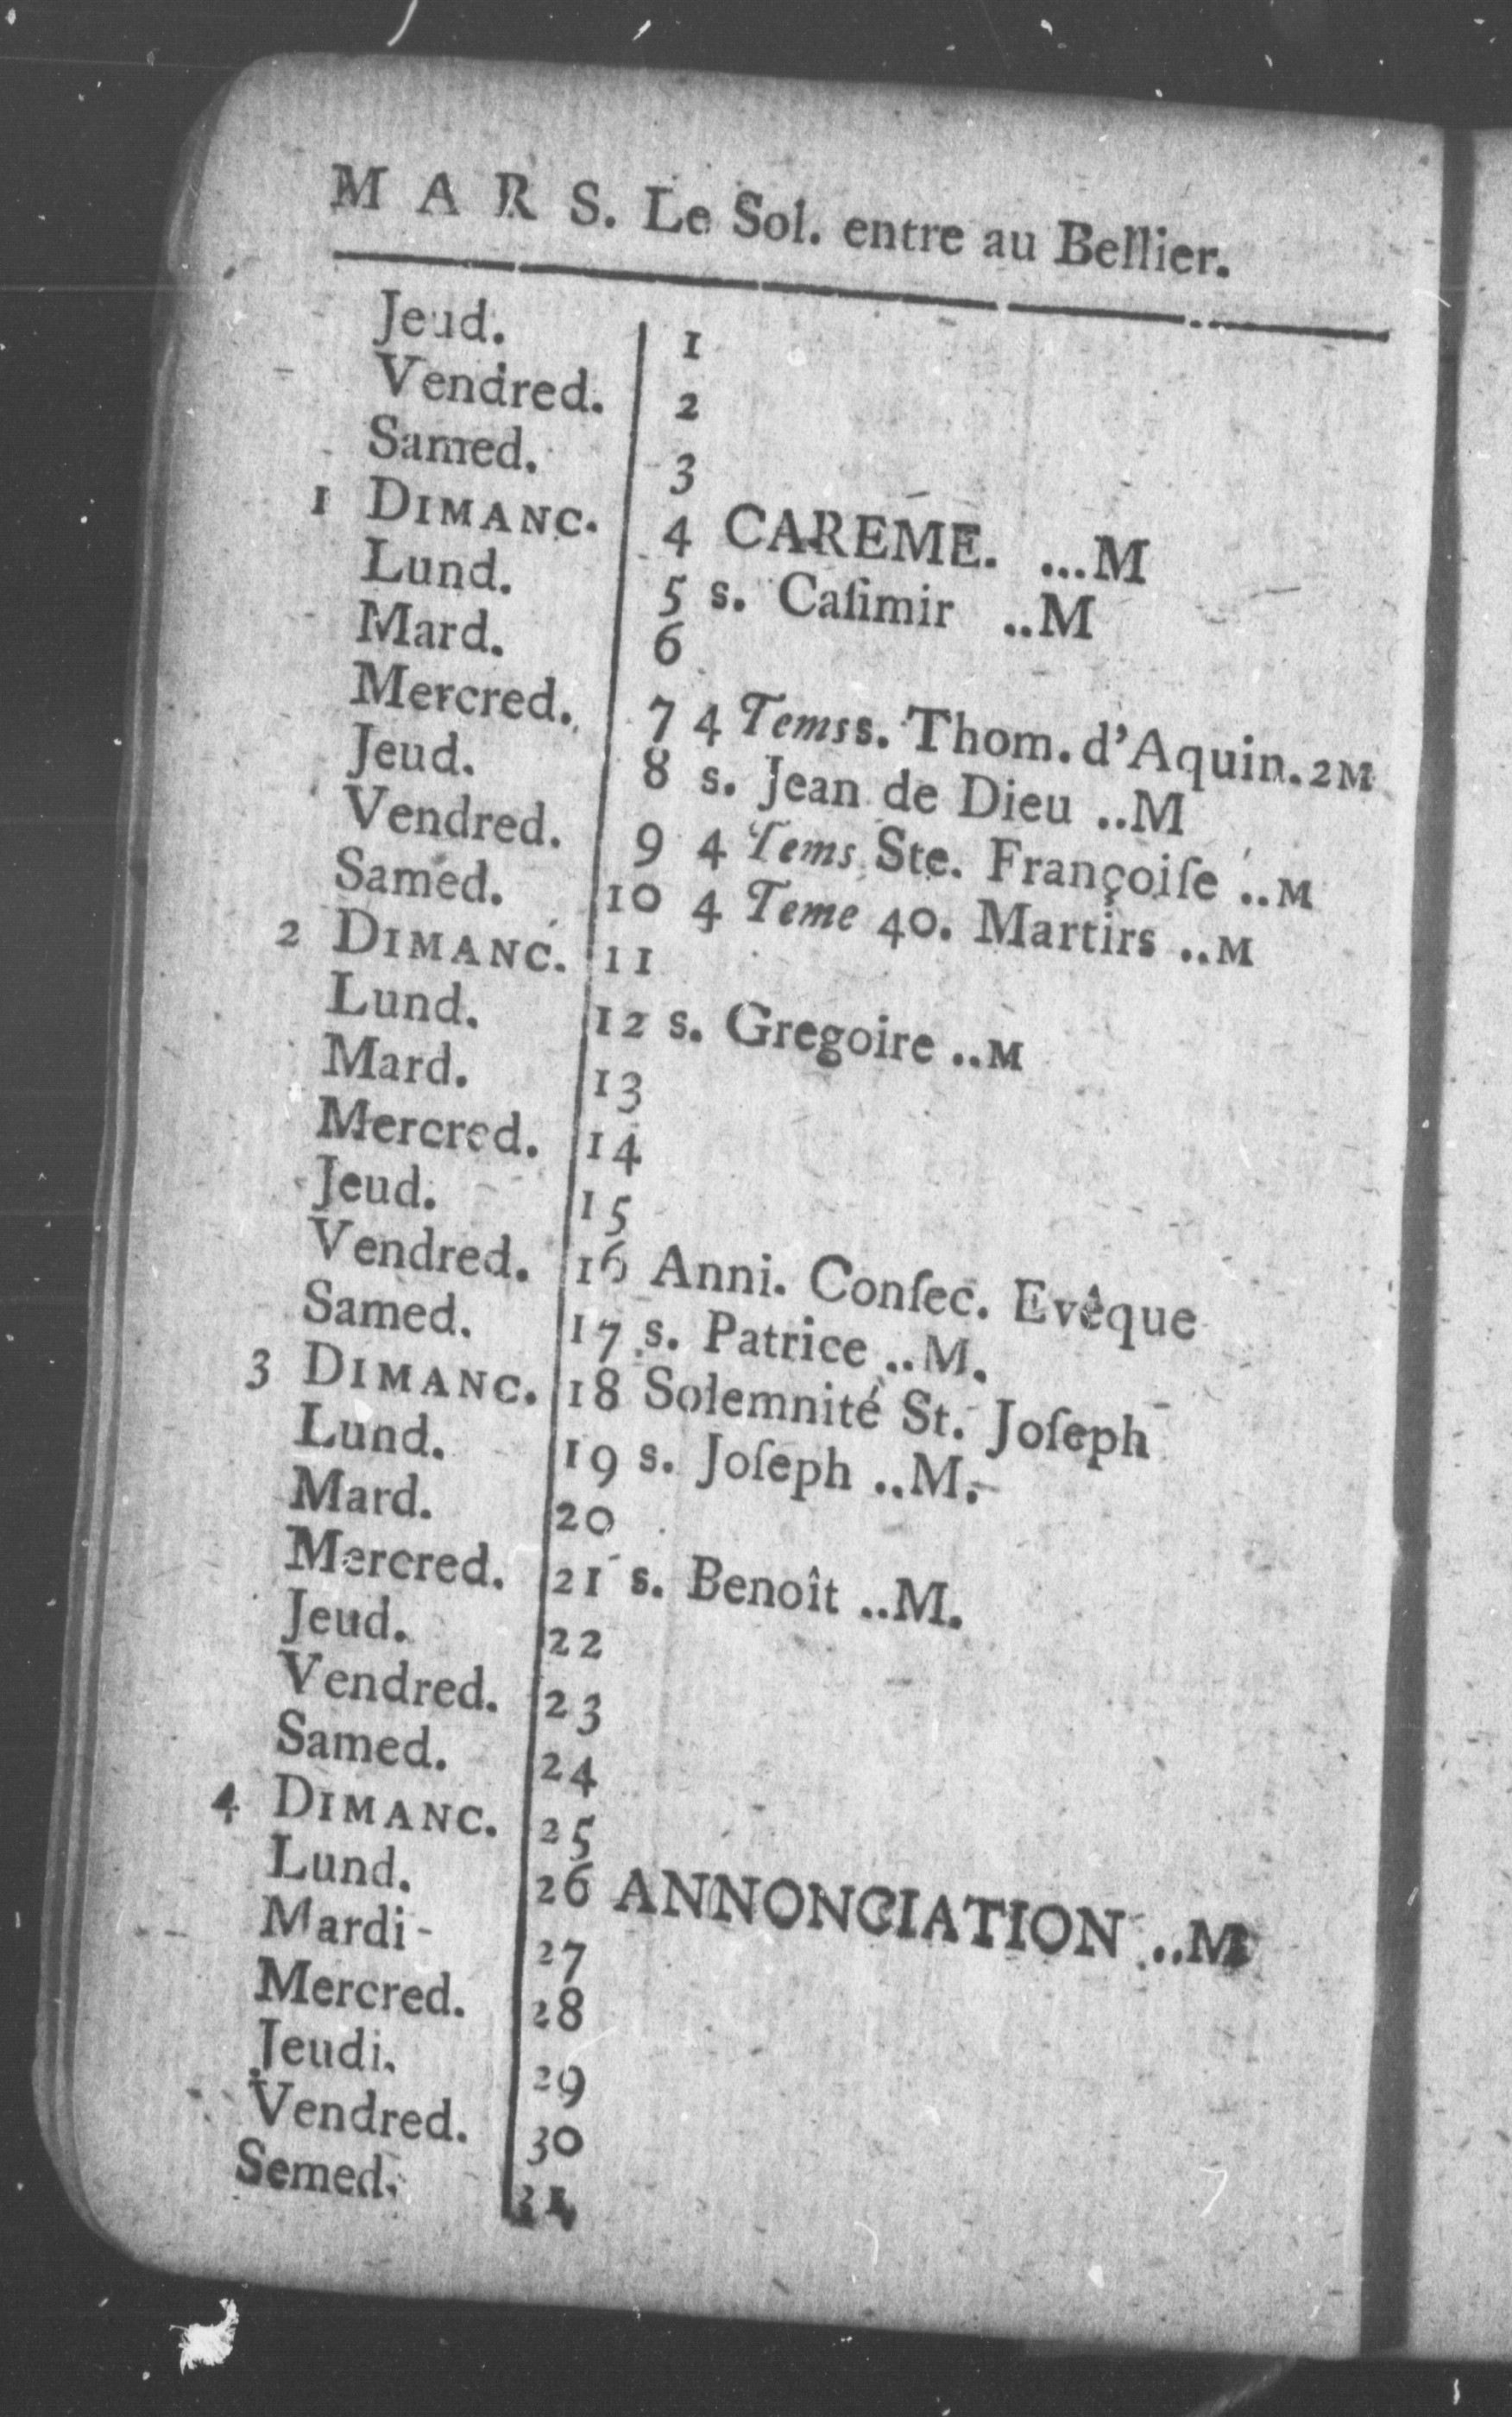 M A R S. Le Sol. entre au Bellier.
Jeud. 1
Vendred. 2
Samed. 3
1 DIMANC. 4 CAREME. ...M
Lund. 5 s. Caſimir ..M
Mard. 6
Mercred. 7 4 Temss. Thom. d'Aquin. 2M
Jeud. 8 s. Jean de Dieu ..M
Vendred. 9 4 Tems Ste. Françoiſe ..M
Samed. 10 4 Teme 40. Martirs ..M
2 DIMANC. 11
Lund. 12 s. Gregoire ..M
Mard. 13
Mercred. 14
Jeud. 15
Vendred. 16 Anni. Conſec. Evêque
Samed. 17 s. Patrice ..M.
3 DIMANC. 18 Solemnité St. Joſeph
Lund. 19 s. Joſeph ..M.
Mard. 20
Mercred. 21 s. Benoît ..M.
Jeud. 22
Vendred. 23
Samed. 24
4 DIMANC. 25
Lund. 26 ANNONCIATION ..M
Mardi 27
Mercred. 28
Jeudi. 29
Vendred. 30
Semed. 31